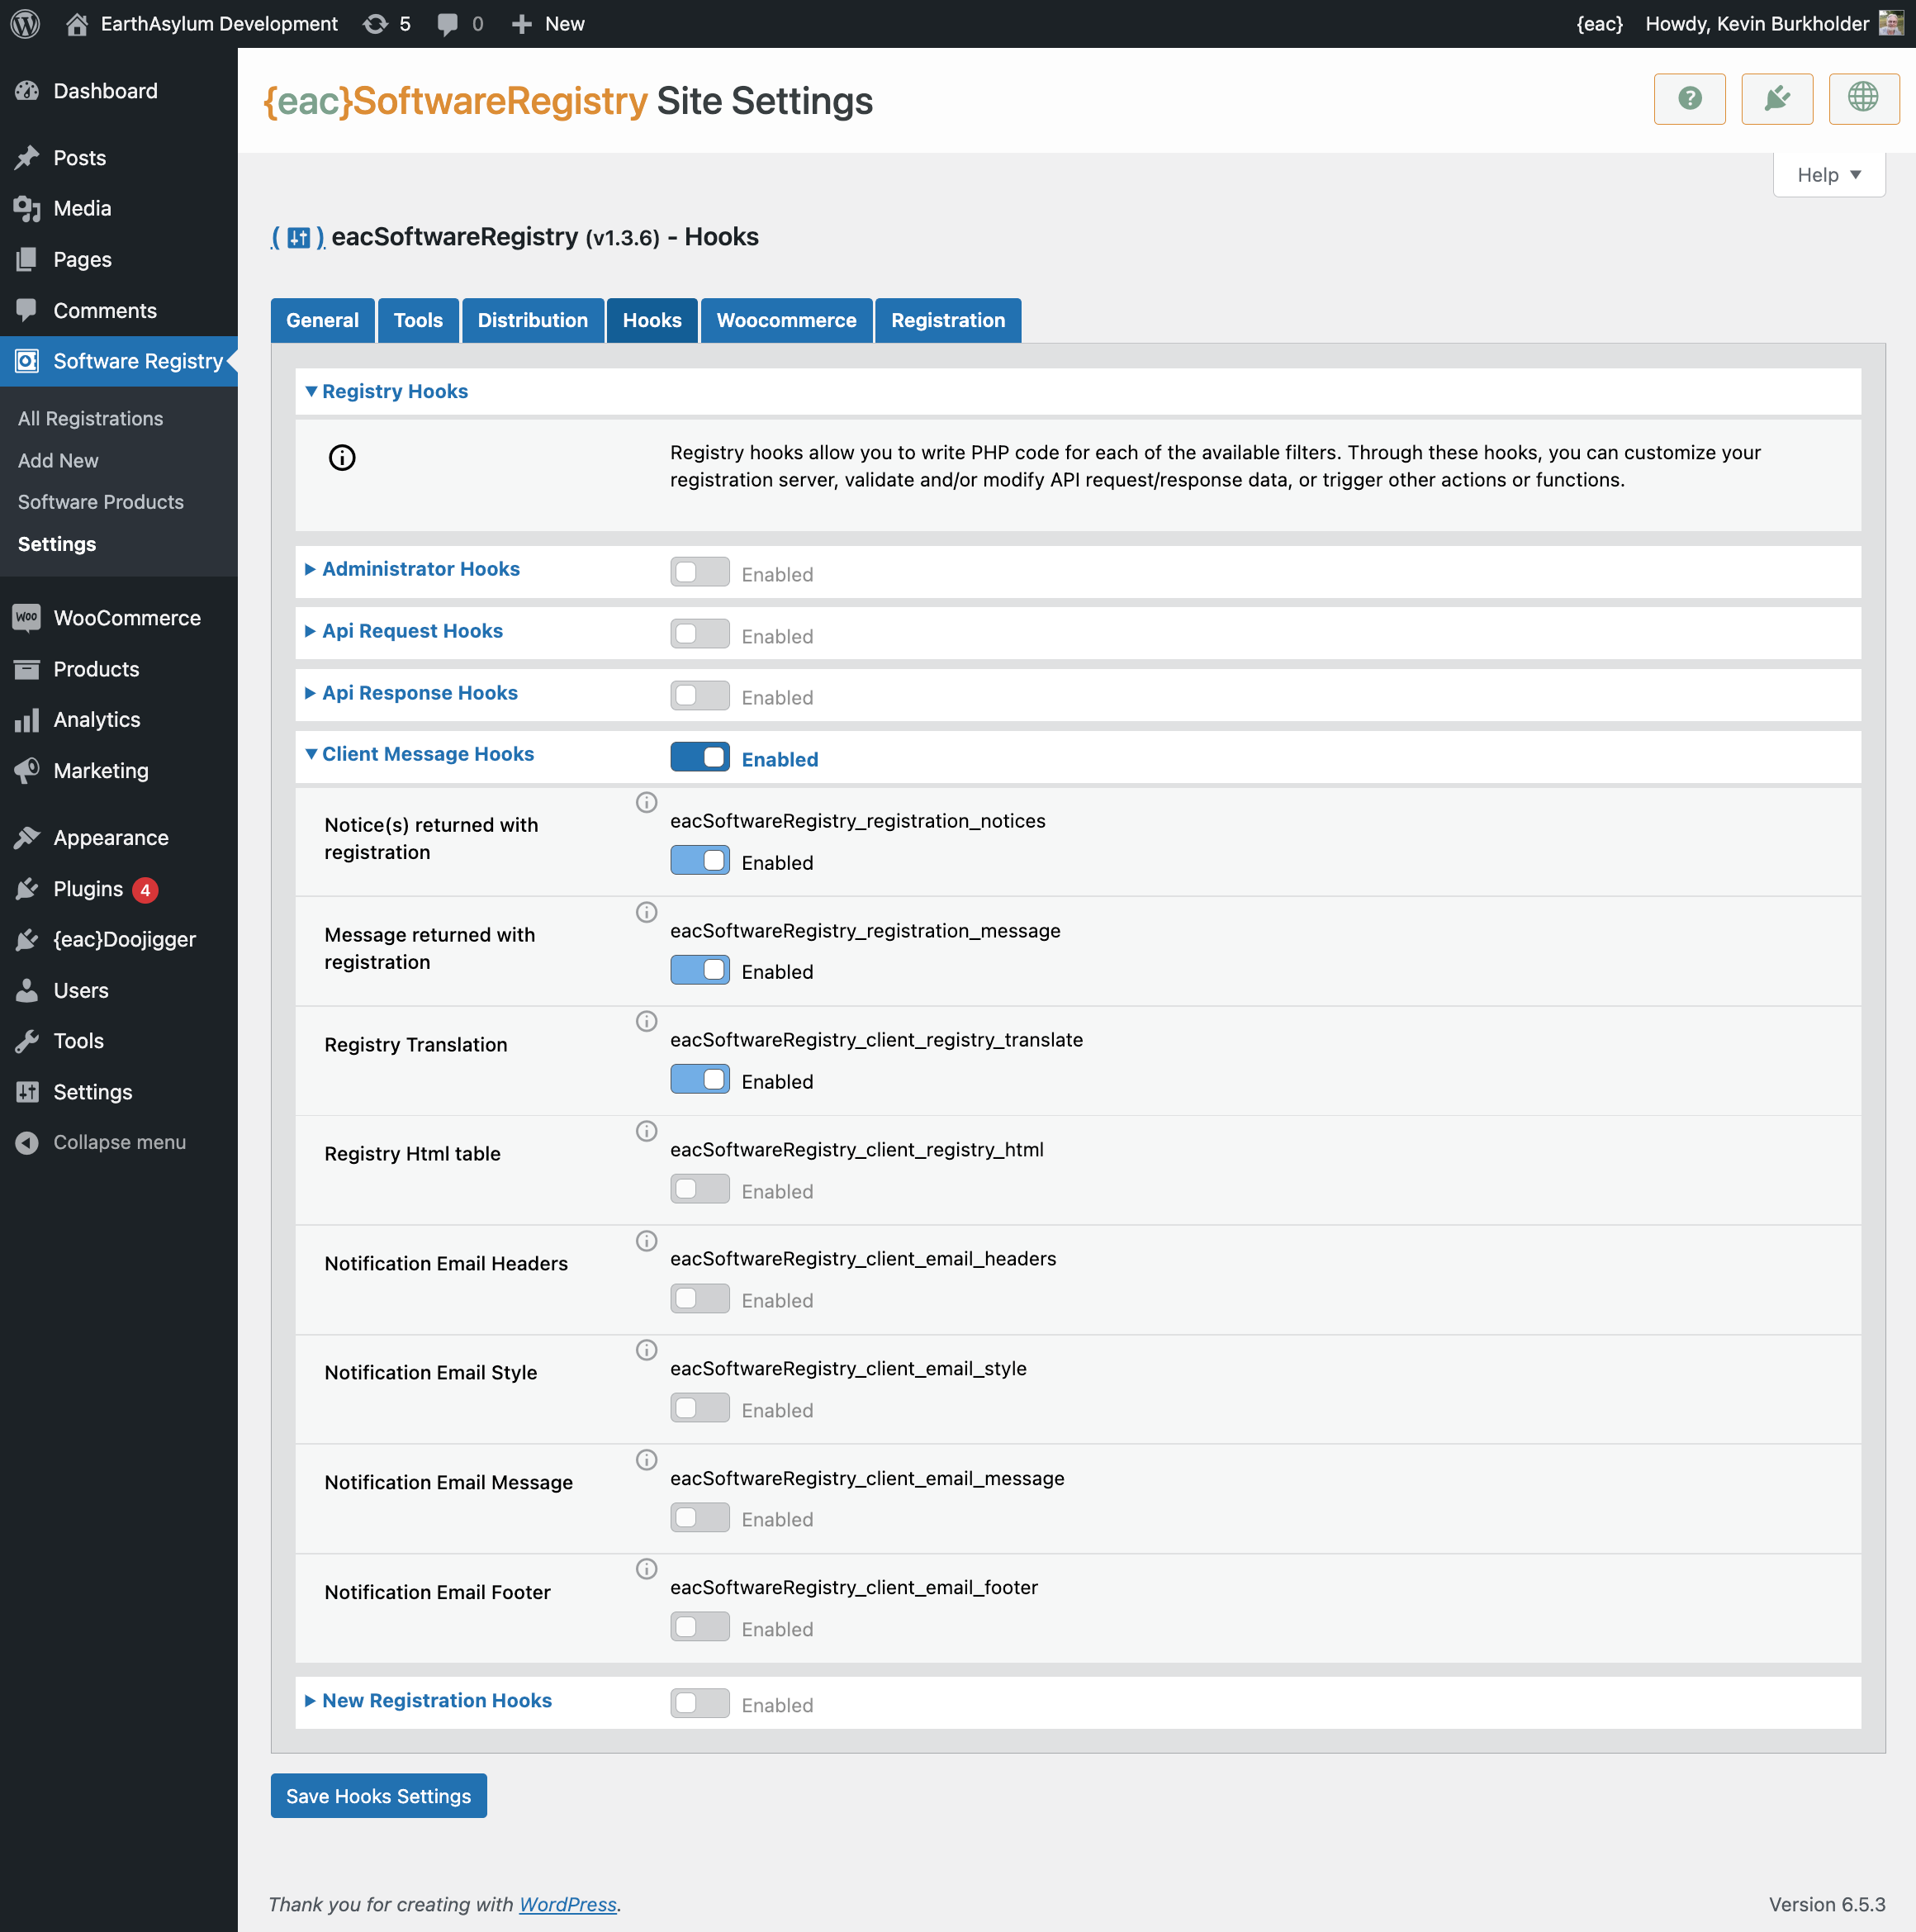 EarthAsylum Development 5 0 New {eac} Howdy, Kevin Burkholder
Dashboard
Posts
Media
Pages
Comments
Software Registry
All Registrations
Add New
Software Products
Settings
WooCommerce
Products
Analytics
Marketing
Appearance
Plugins 4
{eac}Doojigger
Users
Tools
Settings
Collapse menu
{eac}SoftwareRegistry Site Settings
Help ▼
( ) eacSoftwareRegistry (v1.3.6) - Hooks
General Tools Distribution Hooks Woocommerce Registration
Registry Hooks
Registry hooks allow you to write PHP code for each of the available filters. Through these hooks, you can customize your
registration server, validate and/or modify API request/response data, or trigger other actions or functions.
Administrator Hooks Enabled
Api Request Hooks Enabled
Api Response Hooks Enabled
Client Message Hooks Enabled
Notice(s) returned with
registration
eacSoftwareRegistry_registration_notices
Enabled
Message returned with
registration
eacSoftwareRegistry_registration_message
Enabled
Registry Translation
eacSoftwareRegistry_client_registry_translate
Enabled
Registry Html table
eacSoftwareRegistry_client_registry_html
Enabled
Notification Email Headers
eacSoftwareRegistry_client_email_headers
Enabled
Notification Email Style
eacSoftwareRegistry_client_email_style
Enabled
Notification Email Message
eacSoftwareRegistry_client_email_message
Enabled
Notification Email Footer
eacSoftwareRegistry_client_email_footer
Enabled
New Registration Hooks Enabled
Save Hooks Settings
Thank you for creating with WordPress. Version 6.5.3